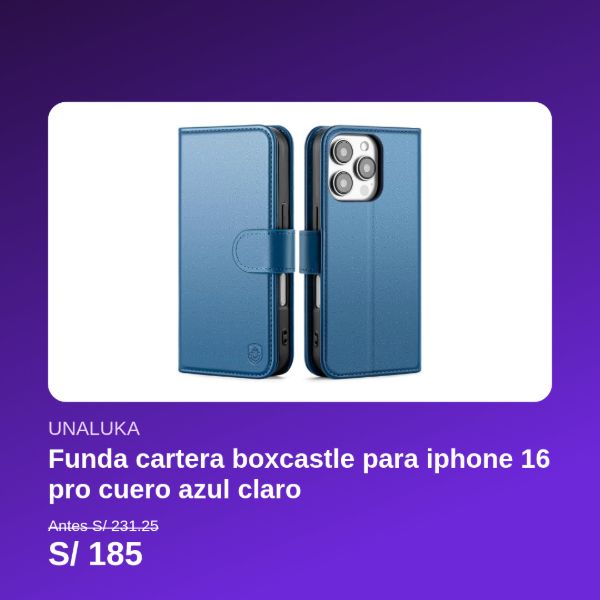 UNALUKA
Funda cartera boxcastle para iphone 16
pro cuero azul claro
Antes S/ 231.25
S/ 185